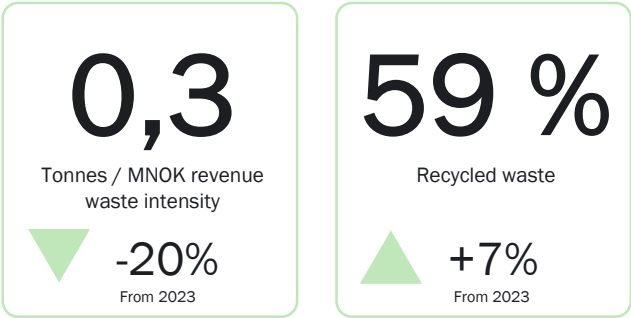 0,3
Tonnes / MNOK revenue
waste intensity
-20%
From 2023
59 %
Recycled waste
+7%
From 2023